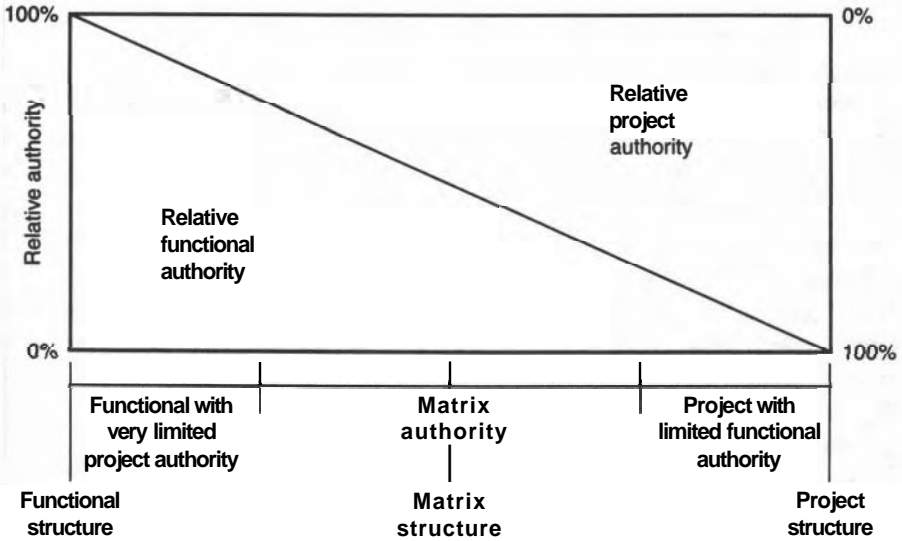 100%
0%
Relative authority
Relative
project
authority
Relative
functional
authority
0%
100%
Functional with
very limited
project authority
Matrix
authority
Project with
limited functional
authority
Functional
structure
Matrix
structure
Project
structure